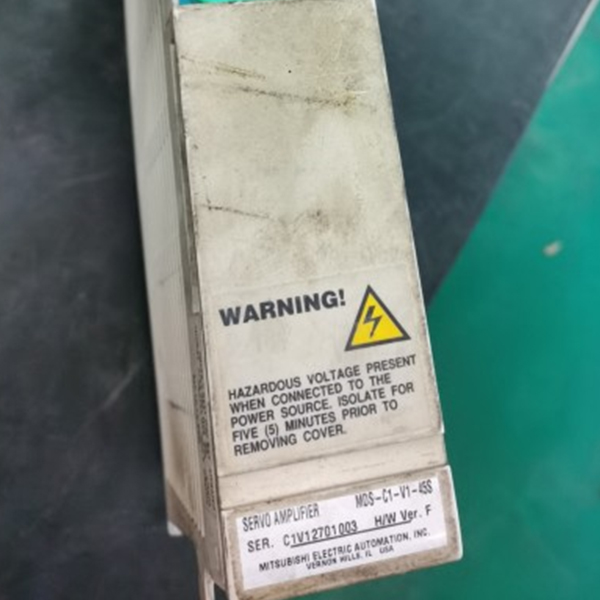 WARNING!
HAZARDOUS VOLTAGE PRESENT
WHEN CONNECTED TO THE
POWER SOURCE. ISOLATE FOR
FIVE (5) MINUTES PRIOR TO
REMOVING COVER.
SERVO AMPLIFIER MDS-C1-V1-45S
SER. C1V12701003 H/W Ver. F
MITSUBISHI ELECTRIC AUTOMATION, INC.
VERNON HILLS, IL USA